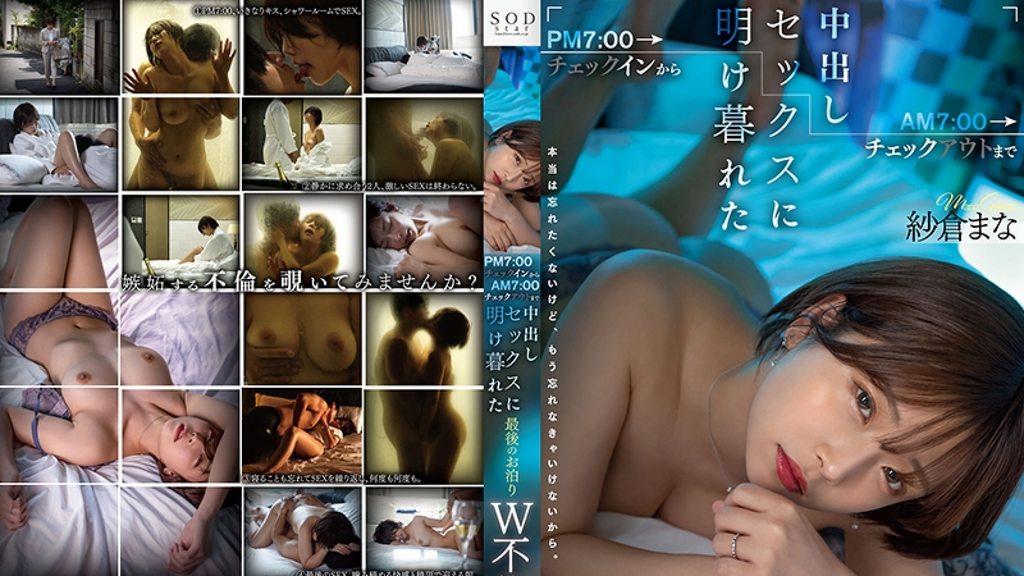 ①PM7:00、いきなりキス、シャワールームでSEX。
②静かに求め合う2人、激しいSEXは終わらない。
嫉妬する不倫を覗いてみませんか?
③寝ることも忘れてSEXを繰り返し、何度も何度も。
SOD
star
PM7:00
チェックインから
AM7:00
チェックアウトまで
中出し
セックスに
明け暮れた
最後のお泊り
W不
PM7:00→
チェックインから
AM7:00→
チェックアウトまで
中出し
セックスに
明け暮れた
紗倉まな
本当は忘れたくないけど、もう忘れなきゃいけないから。